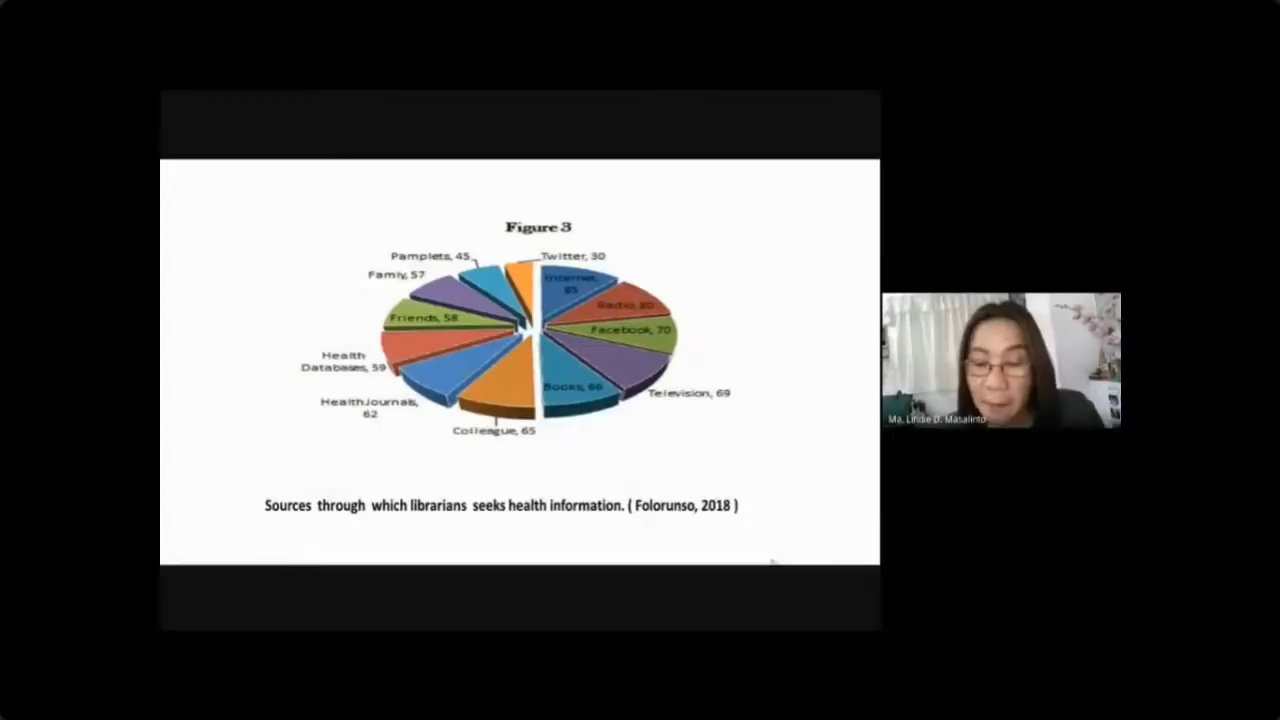 Figure 3
Pamplets, 45
Twitter, 30
Family, 57
Internet,
Radio, 80
Friends, 58
Facebook, 70
Health
Databases, 59
Books, 66
Television, 69
Health Journals,
62
Colleague, 65
Ma. Lindie D. Masalinto
Sources through which librarians seeks health information. ( Folorunso, 2018 )